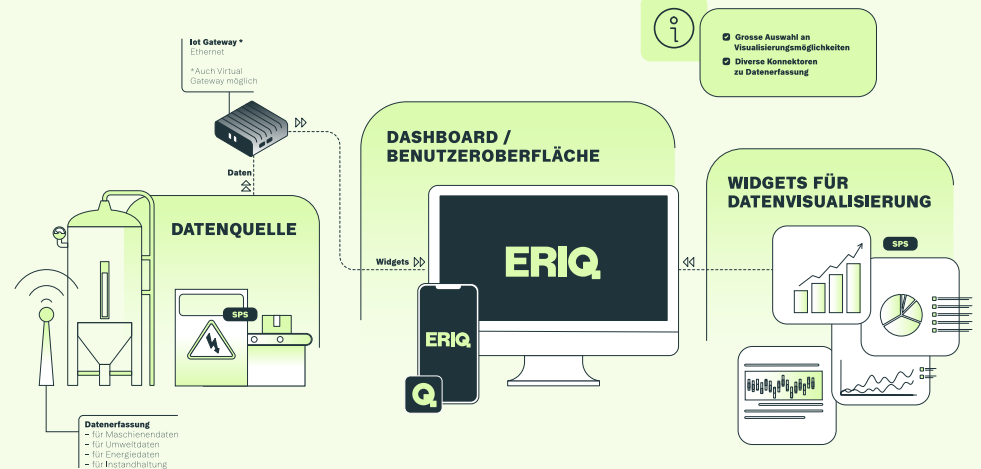 Iot Gateway *
Ethernet
*Auch Virtual
Gateway möglich
Grosse Auswahl an
Visualisierungsmöglichkeiten
Diverse Konnektoren
zu Datenerfassung
DASHBOARD /
BENUTZEROBERFLÄCHE
Daten
WIDGETS FÜR
DATENVISUALISIERUNG
DATENQUELLE
SPS
Widgets
ERIQ
SPS
ERIQ
Q
Datenerfassung
– für Maschinendaten
– für Umweltdaten
– für Energiedaten
– für Instandhaltung